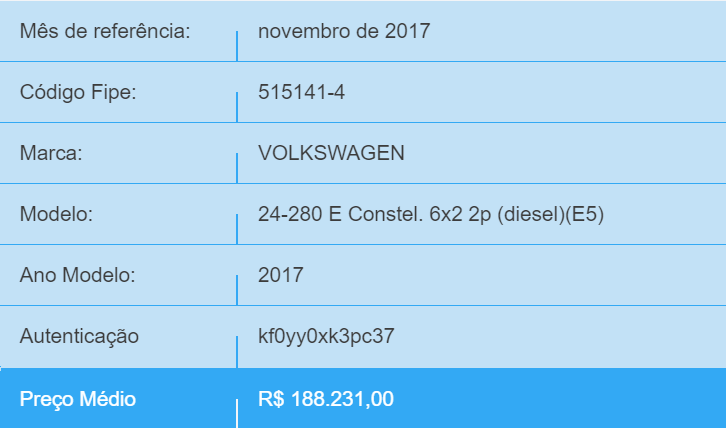 Mês de referência: novembro de 2017
Código Fipe: 515141-4
Marca: VOLKSWAGEN
Modelo: 24-280 E Constel. 6x2 2p (diesel)(E5)
Ano Modelo: 2017
Autenticação kf0yy0xk3pc37
Preço Médio R$ 188.231,00